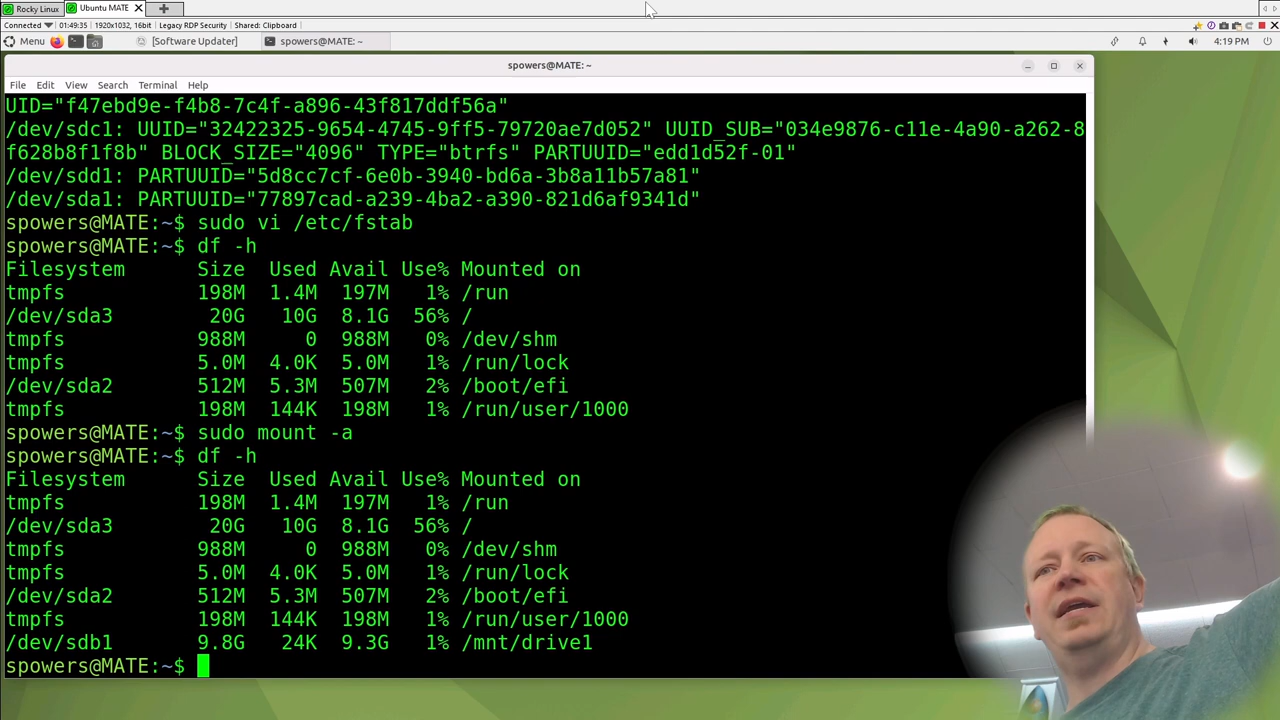 Rocky Linux
Ubuntu MATE
Connected
01:49:35
1920x1032, 16bit
Legacy RDP Security
Shared: Clipboard
Menu
[Software Updater]
spowers@MATE: ~
4:19 PM
spowers@MATE: ~
File Edit View Search Terminal Help
UID="f47ebd9e-f4b8-7c4f-a896-43f817ddf56a"
/dev/sdc1: UUID="32422325-9654-4745-9ff5-79720ae7d052" UUID_SUB="034e9876-c11e-4a90-a262-8
f628b8f1f8b" BLOCK_SIZE="4096" TYPE="btrfs" PARTUUID="edd1d52f-01"
/dev/sdd1: PARTUUID="5d8cc7cf-6e0b-3940-bd6a-3b8a11b57a81"
/dev/sda1: PARTUUID="77897cad-a239-4ba2-a390-821d6af9341d"
spowers@MATE:~$ sudo vi /etc/fstab
spowers@MATE:~$ df -h
Filesystem Size Used Avail Use% Mounted on
tmpfs 198M 1.4M 197M 1% /run
/dev/sda3 20G 10G 8.1G 56% /
tmpfs 988M 0 988M 0% /dev/shm
tmpfs 5.0M 4.0K 5.0M 1% /run/lock
/dev/sda2 512M 5.3M 507M 2% /boot/efi
tmpfs 198M 144K 198M 1% /run/user/1000
spowers@MATE:~$ sudo mount -a
spowers@MATE:~$ df -h
Filesystem Size Used Avail Use% Mounted on
tmpfs 198M 1.4M 197M 1% /run
/dev/sda3 20G 10G 8.1G 56% /
tmpfs 988M 0 988M 0% /dev/shm
tmpfs 5.0M 4.0K 5.0M 1% /run/lock
/dev/sda2 512M 5.3M 507M 2% /boot/efi
tmpfs 198M 144K 198M 1% /run/user/1000
/dev/sdb1 9.8G 24K 9.3G 1% /mnt/drive1
spowers@MATE:~$